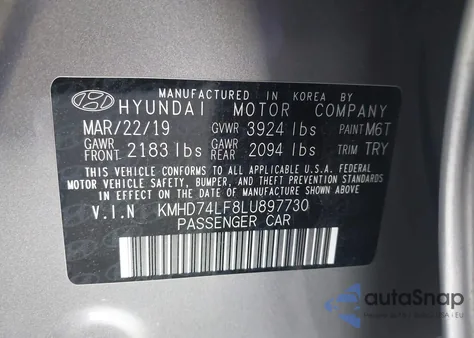 MANUFACTURED IN KOREA BY
HYUNDAI MOTOR COMPANY
MAR/22/19 GVWR 3924 lbs PAINT M6T
GAWR FRONT 2183 lbs GAWR REAR 2094 lbs TRIM TRY
THIS VEHICLE CONFORMS TO ALL APPLICABLE U.S.A. FEDERAL
MOTOR VEHICLE SAFETY, BUMPER, AND THEFT PREVENTION
STANDARDS IN EFFECT ON THE DATE OF MANUFACTURE SHOWN ABOVE.
V.I.N KMHD74LF8LU897730
PASSENGER CAR
autoSnap